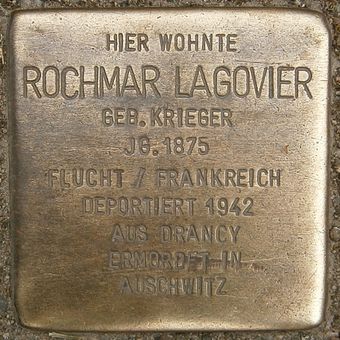 HIER WOHNTE
ROCHMAR LAGOVIER
GEB. KRIEGER
JG. 1875
FLUCHT // FRANKREICH
DEPORTIERT 1942
AUS DRANCY
ERMORDET IN
AUSCHWITZ